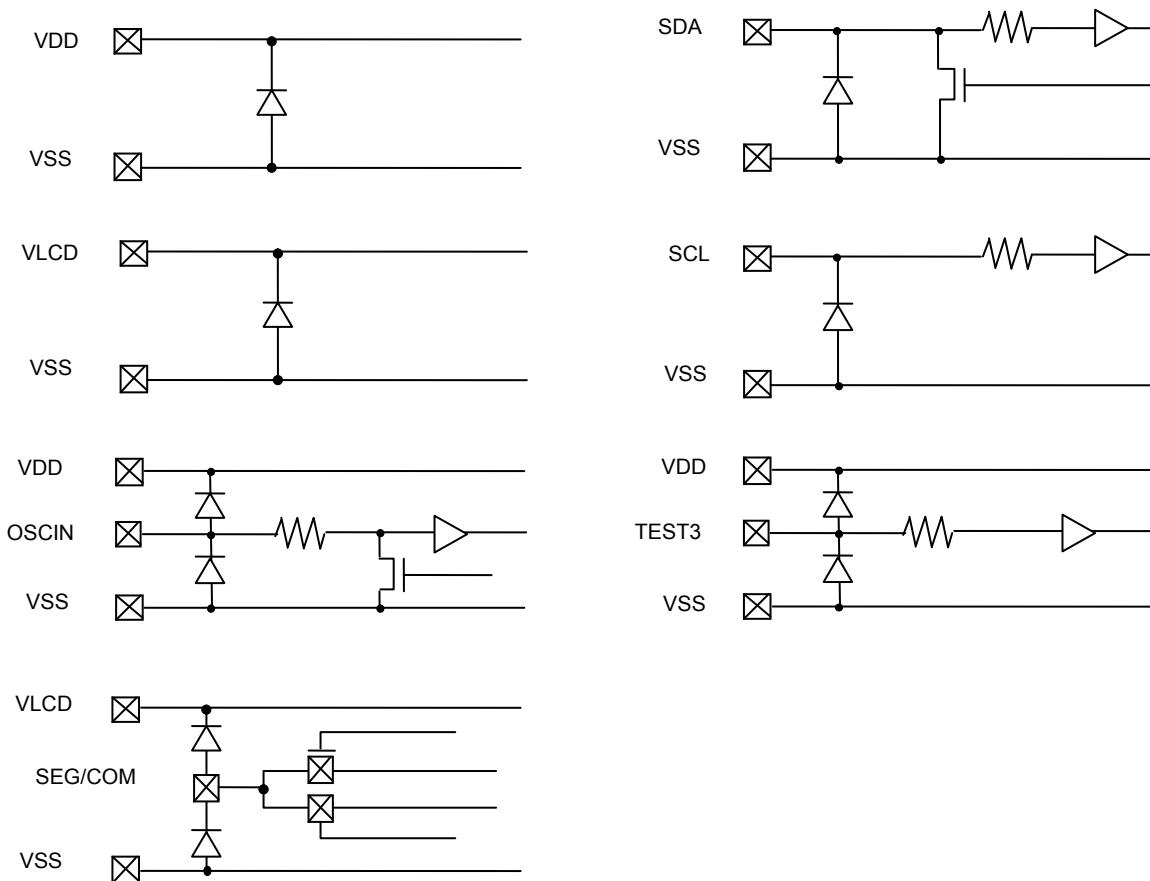 VDD
VSS
VLCD
VSS
VDD
OSCIN
VSS
VLCD
SEG/COM
VSS
SDA
VSS
SCL
VSS
VDD
TEST3
VSS